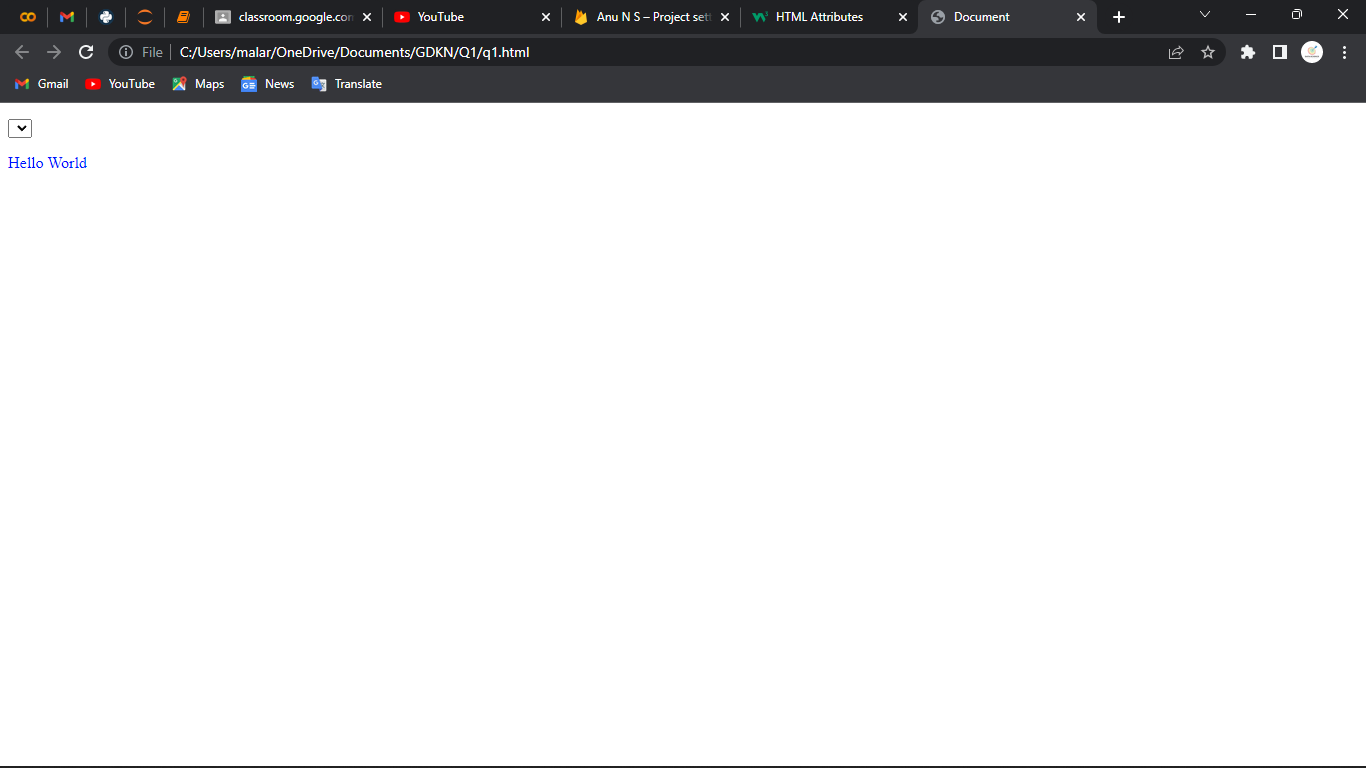 classroom.google.con
YouTube
Anu N S – Project sett
HTML Attributes
Document
File
C:/Users/malar/OneDrive/Documents/GDKN/Q1/q1.html
Gmail
YouTube
Maps
News
Translate
Hello World